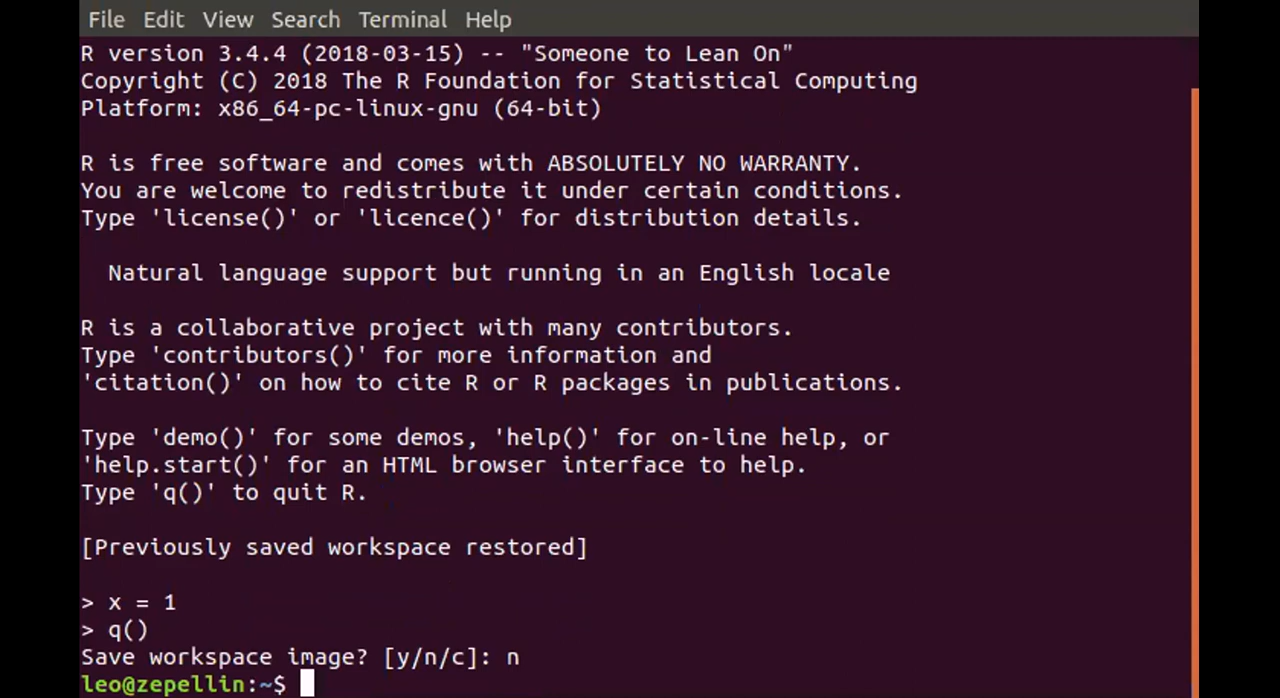 File Edit View Search Terminal Help
R version 3.4.4 (2018-03-15) -- "Someone to Lean On"
Copyright (C) 2018 The R Foundation for Statistical Computing
Platform: x86_64-pc-linux-gnu (64-bit)
R is free software and comes with ABSOLUTELY NO WARRANTY.
You are welcome to redistribute it under certain conditions.
Type 'license()' or 'licence()' for distribution details.
Natural language support but running in an English locale
R is a collaborative project with many contributors.
Type 'contributors()' for more information and
'citation()' on how to cite R or R packages in publications.
Type 'demo()' for some demos, 'help()' for on-line help, or
'help.start()' for an HTML browser interface to help.
Type 'q()' to quit R.
[Previously saved workspace restored]
> x = 1
> q()
Save workspace image? [y/n/c]: n
leo@zepellin:~$